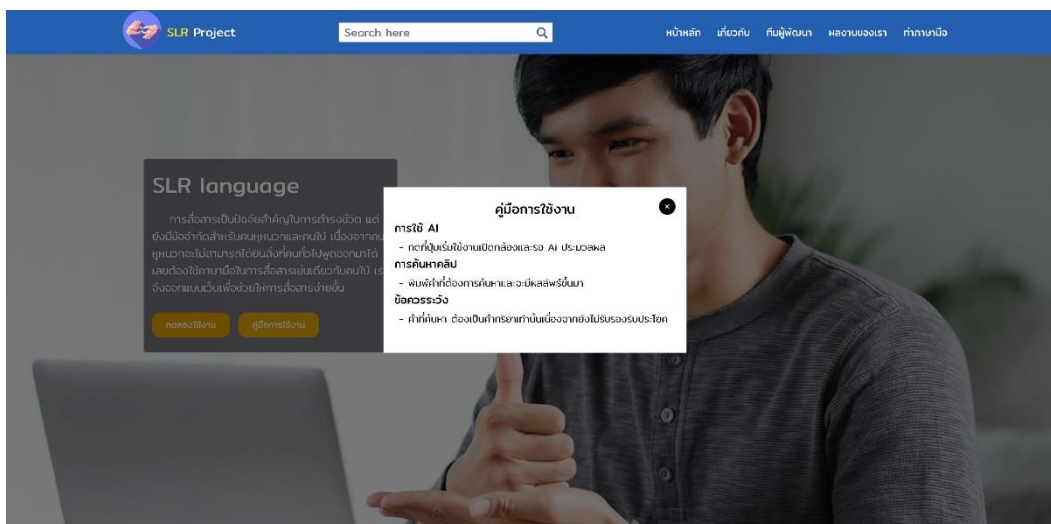 SLR Project
Search here
หน้าหลัก เกี่ยวกับ ทีมผู้พัฒนา ผลงานของเรา ท่าภาษามือ
SLR language
การสื่อสารเป็นปัจจัยสำคัญในการดำรงชีวิต แต่
ยังมีข้อจำกัดสำหรับคนหูหนวกและคนใบ้ เนื่องจากคน
หูหนวกจะไม่สามารถได้ยินสิ่งที่คนทั่วไปพูดออกมาได้
เลยต้องใช้ภาษามือในการสื่อสารเช่นเดียวกับคนใบ้ เร
จึงออกแบบเว็บเพื่อช่วยให้การสื่อสารง่ายขึ้น
ทดลองใช้งาน คู่มือการใช้งาน
คู่มือการใช้งาน
การใช้ AI
- กดที่ปุ่มเริ่มใช้งานเปิดกล้องและรอ Ai ประมวลผล
การค้นหาคลิป
- พิมพ์คำที่ต้องการค้นหาและจะมีผลลัพธ์ขึ้นมา
ข้อควรระวัง
- คำที่ค้นหา ต้องเป็นคำกริยาเท่านั้นเนื่องจากยังไม่รับรองรับประโยค